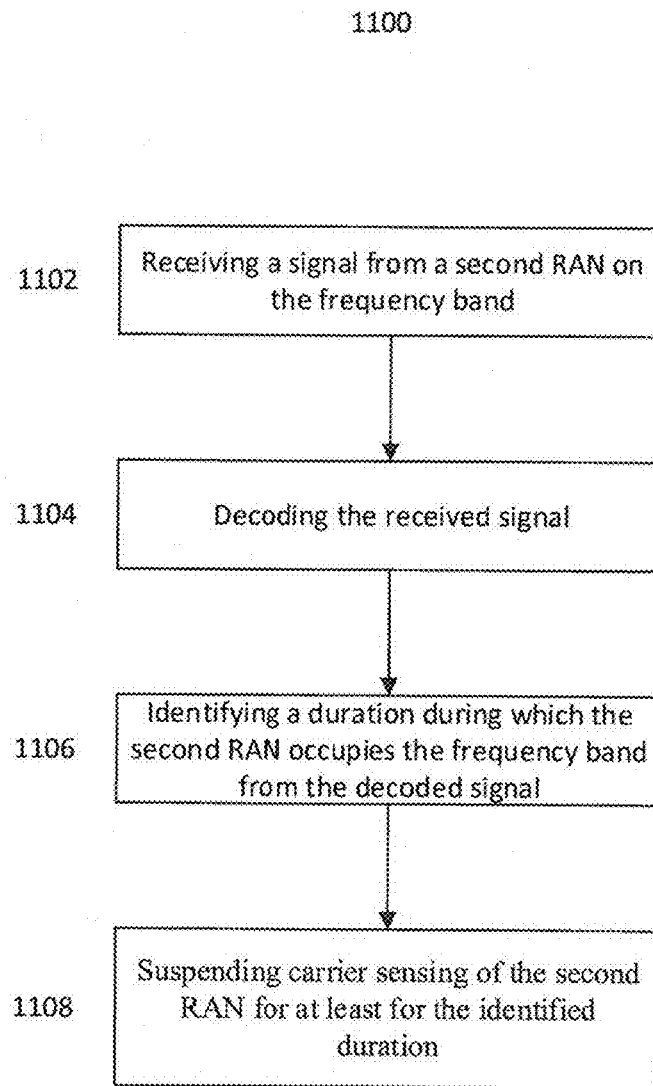 1100
1102
Receiving a signal from a second RAN on
the frequency band
1104
Decoding the received signal
1106
Identifying a duration during which the
second RAN occupies the frequency band
from the decoded signal
1108
Suspending carrier sensing of the second
RAN for at least for the identified
duration